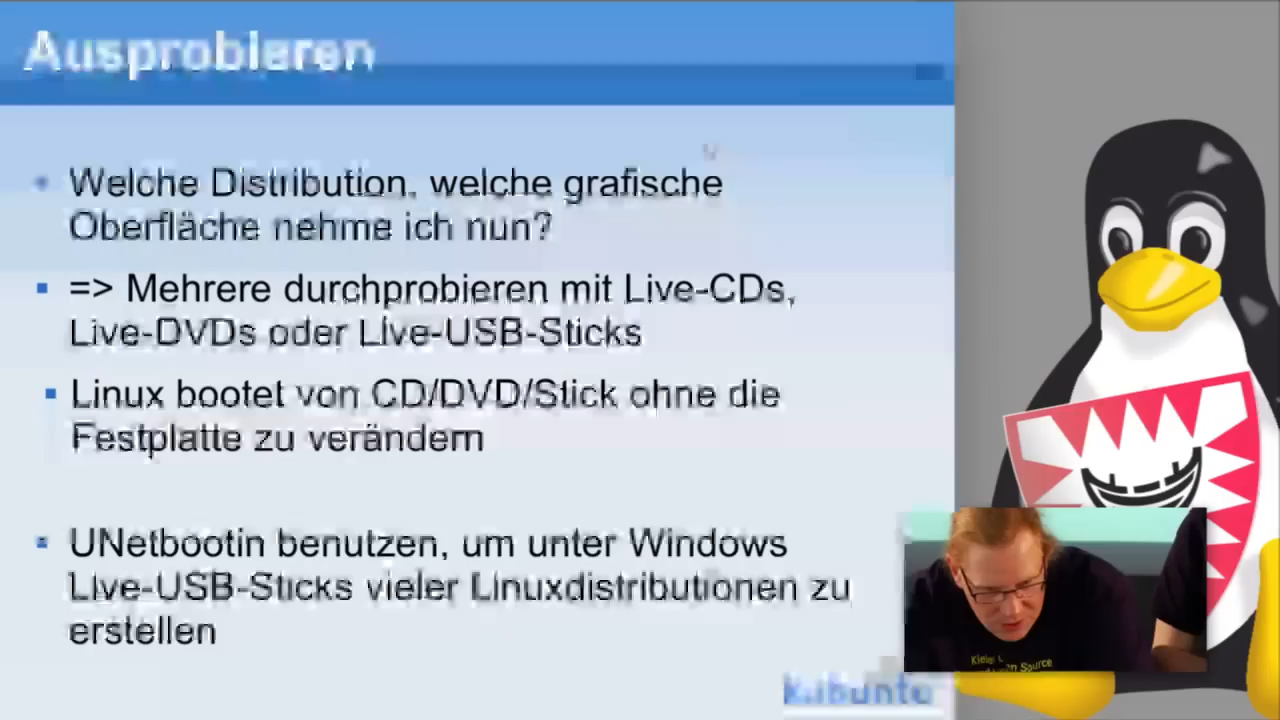 Ausprobieren
Welche Distribution, welche grafische
Oberfläche nehme ich nun?
=> Mehrere durchprobieren mit Live-CDs,
Live-DVDs oder Live-USB-Sticks
Linux bootet von CD/DVD/Stick ohne die
Festplatte zu verändern
UNetbootin benutzen, um unter Windows
Live-USB-Sticks vieler Linuxdistributionen zu
erstellen
Kieler
Source
Kubuntu